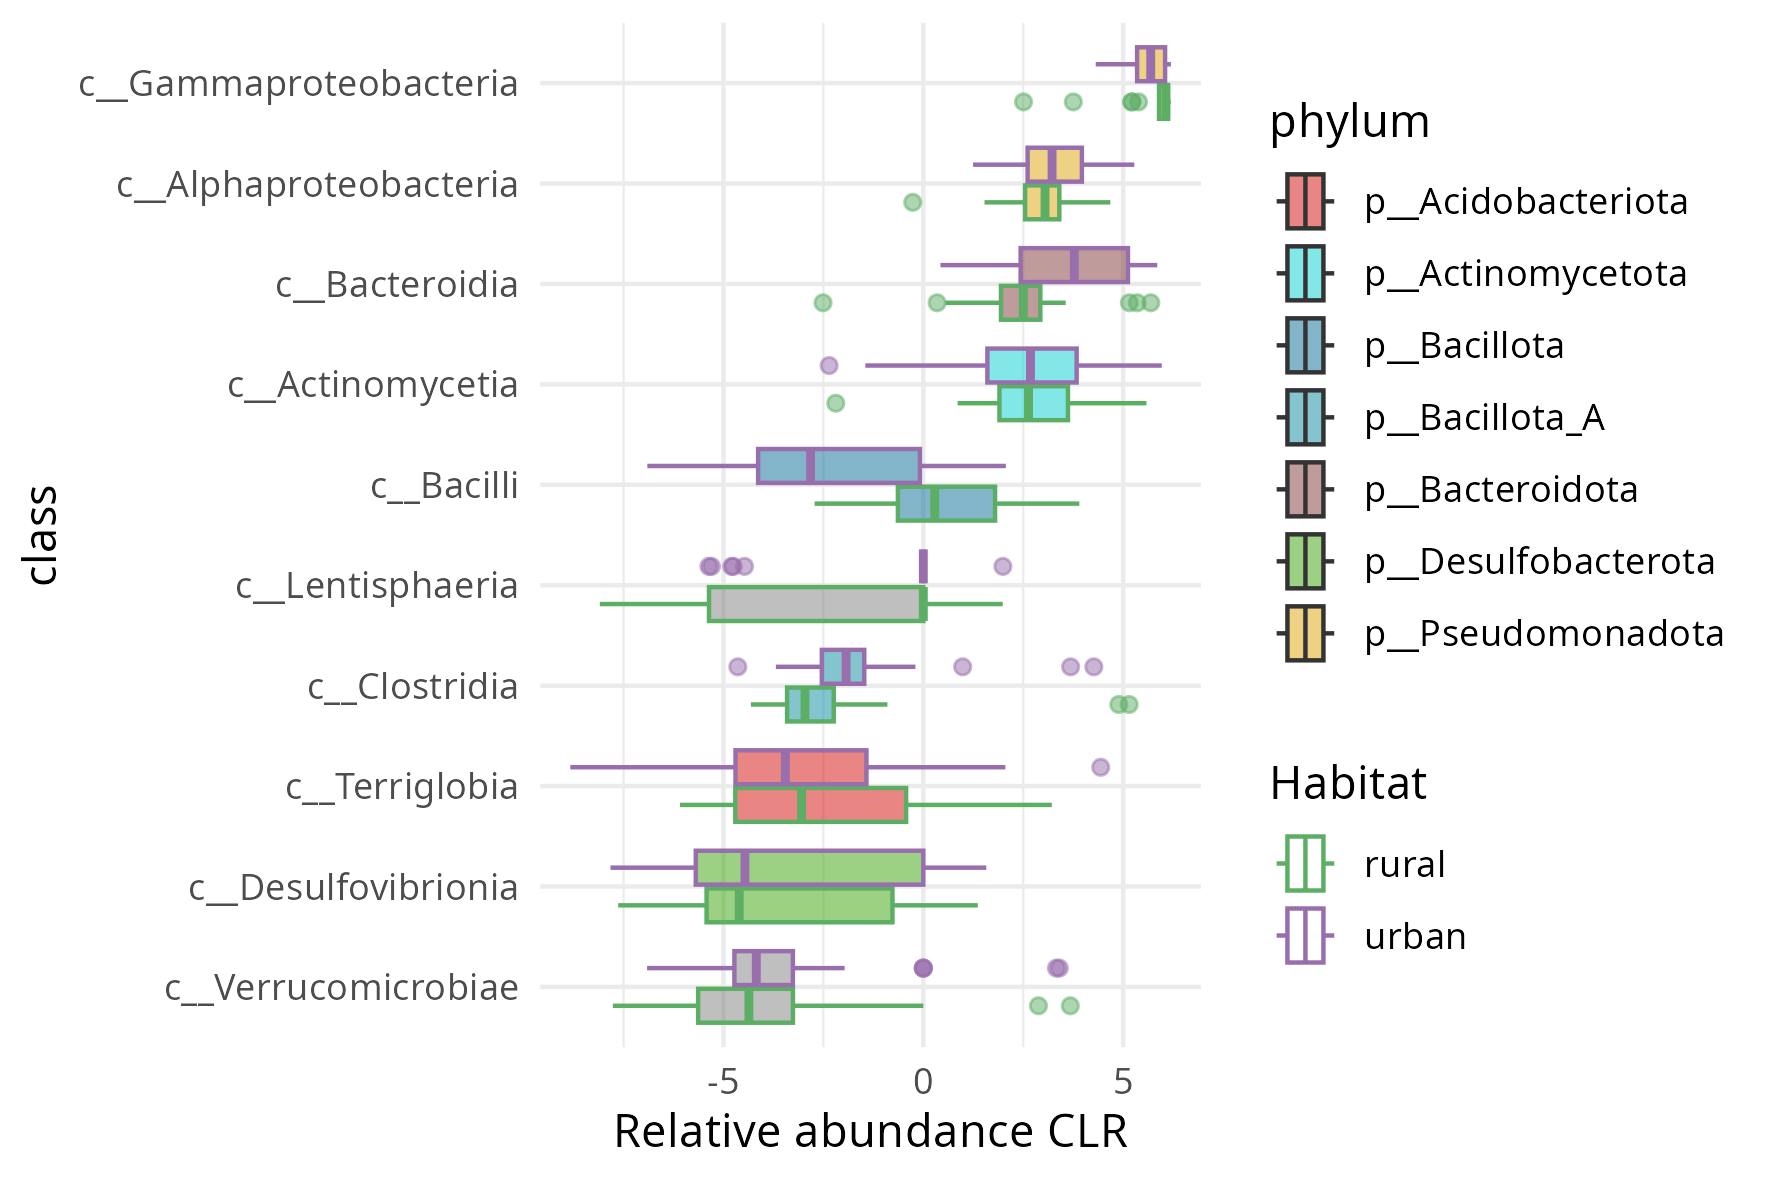 c__Gammaproteobacteria
c__Alphaproteobacteria
c__Bacteroidia
c__Actinomycetia
c__Bacilli
c__Lentisphaeria
c__Clostridia
c__Terriglobia
c__Desulfovibrionia
c__Verrucomicrobiae
class
-5 0 5
Relative abundance CLR
phylum
p__Acidobacteriota
p__Actinomycetota
p__Bacillota
p__Bacillota_A
p__Bacteroidota
p__Desulfobacterota
p__Pseudomonadota
Habitat
rural
urban